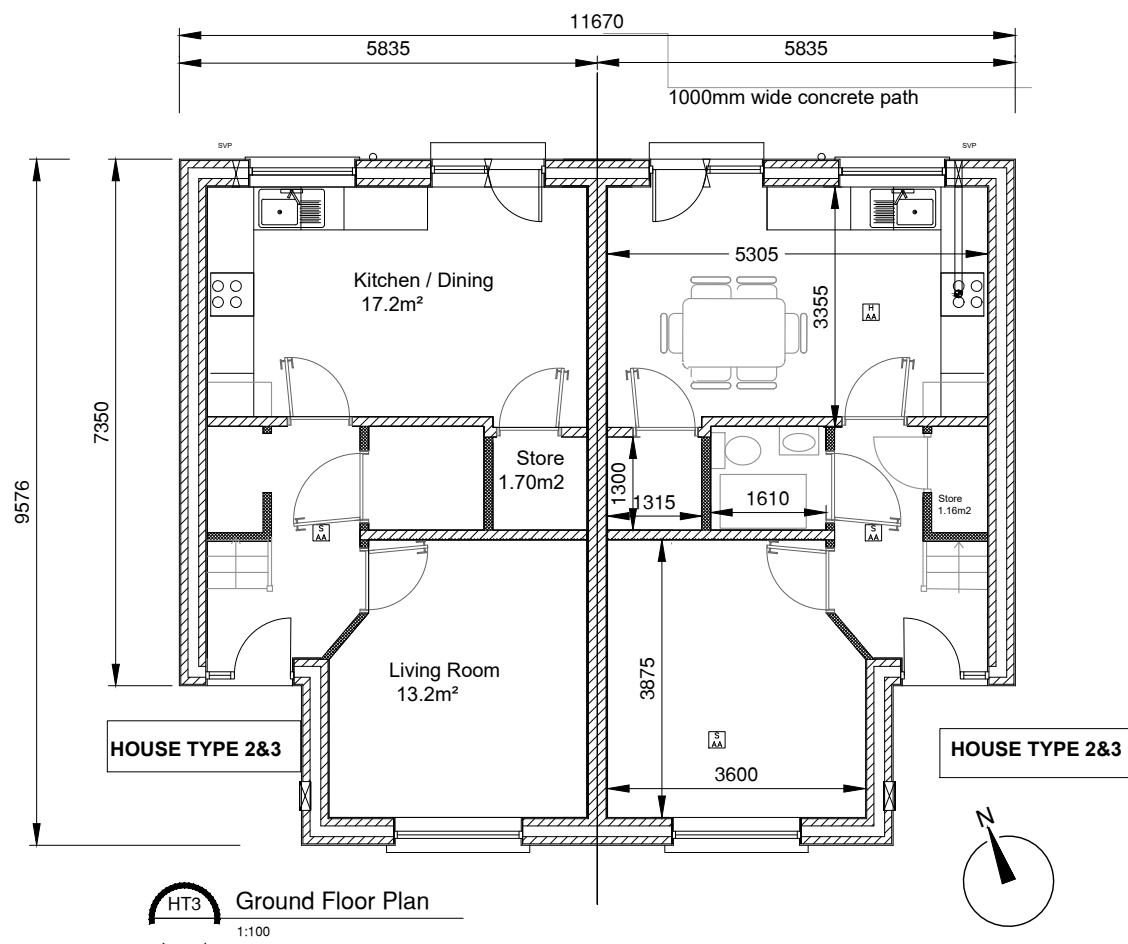 11670
5835
5835
1000mm wide concrete path
SVP
SVP
5305
Kitchen / Dining
17.2m²
3355
H
AA
7350
9576
Store
1.70m2
1300
1315
1610
Store
1.16m2
S
AA
S
AA
Living Room
13.2m²
3875
S
AA
HOUSE TYPE 2&3
HOUSE TYPE 2&3
3600
N
HT3
Ground Floor Plan
1:100